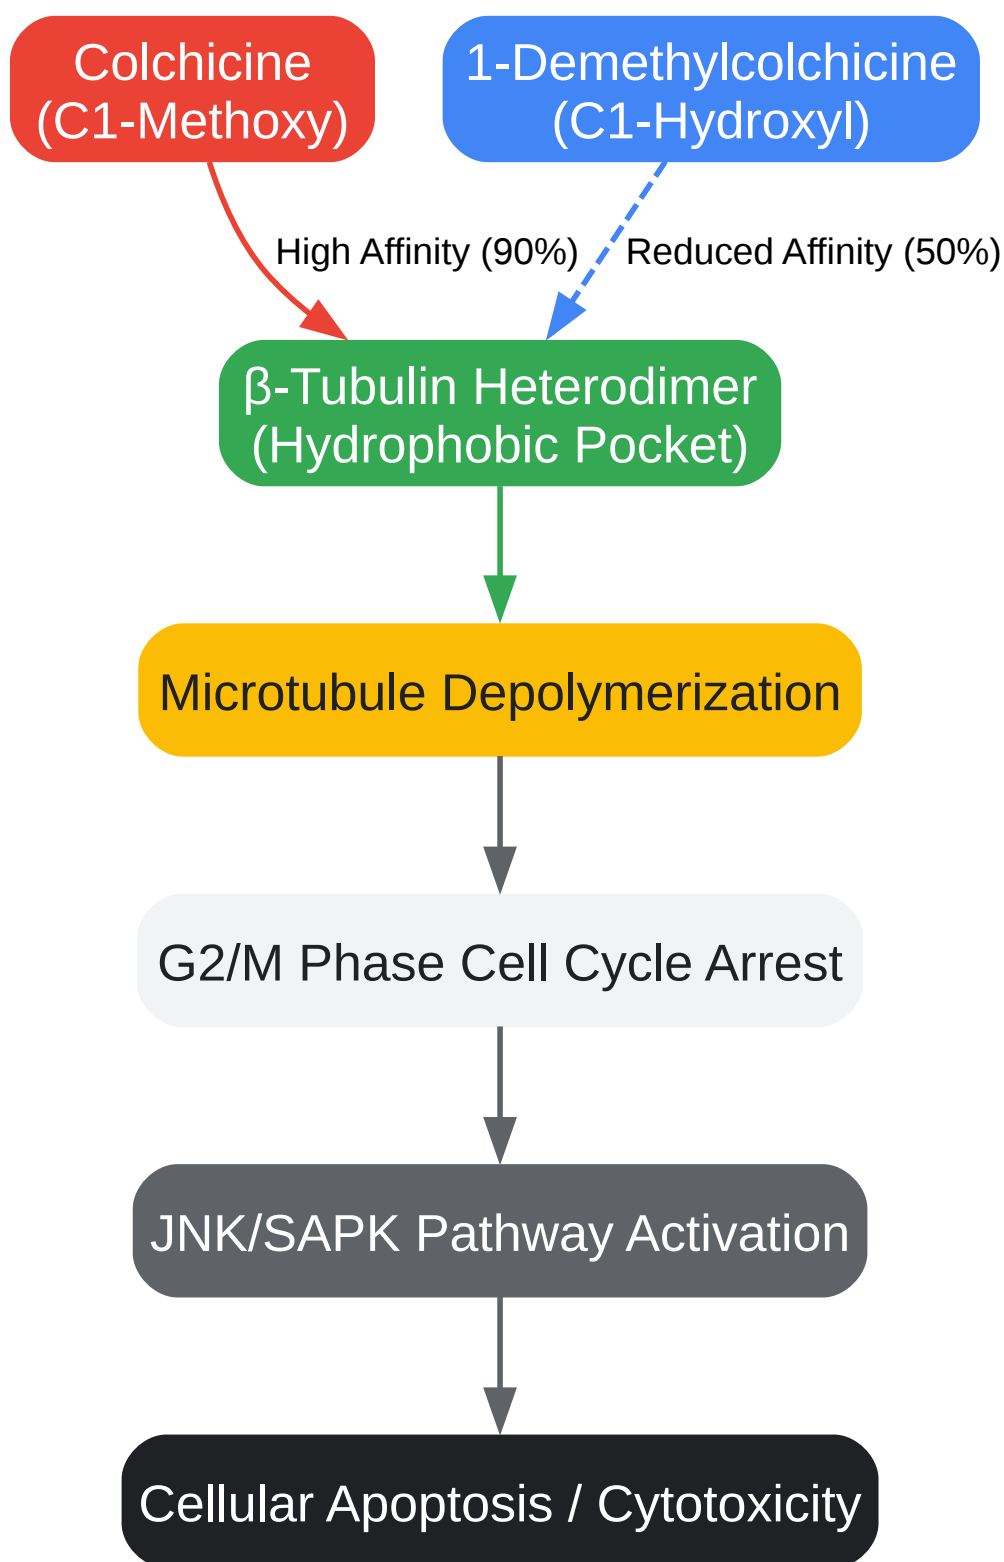 Colchicine
(C1-Methoxy)
1-Demethylcolchicine
(C1-Hydroxyl)
High Affinity (90%)
Reduced Affinity (50%)
β-Tubulin Heterodimer
(Hydrophobic Pocket)
Microtubule Depolymerization
G2/M Phase Cell Cycle Arrest
JNK/SAPK Pathway Activation
Cellular Apoptosis / Cytotoxicity